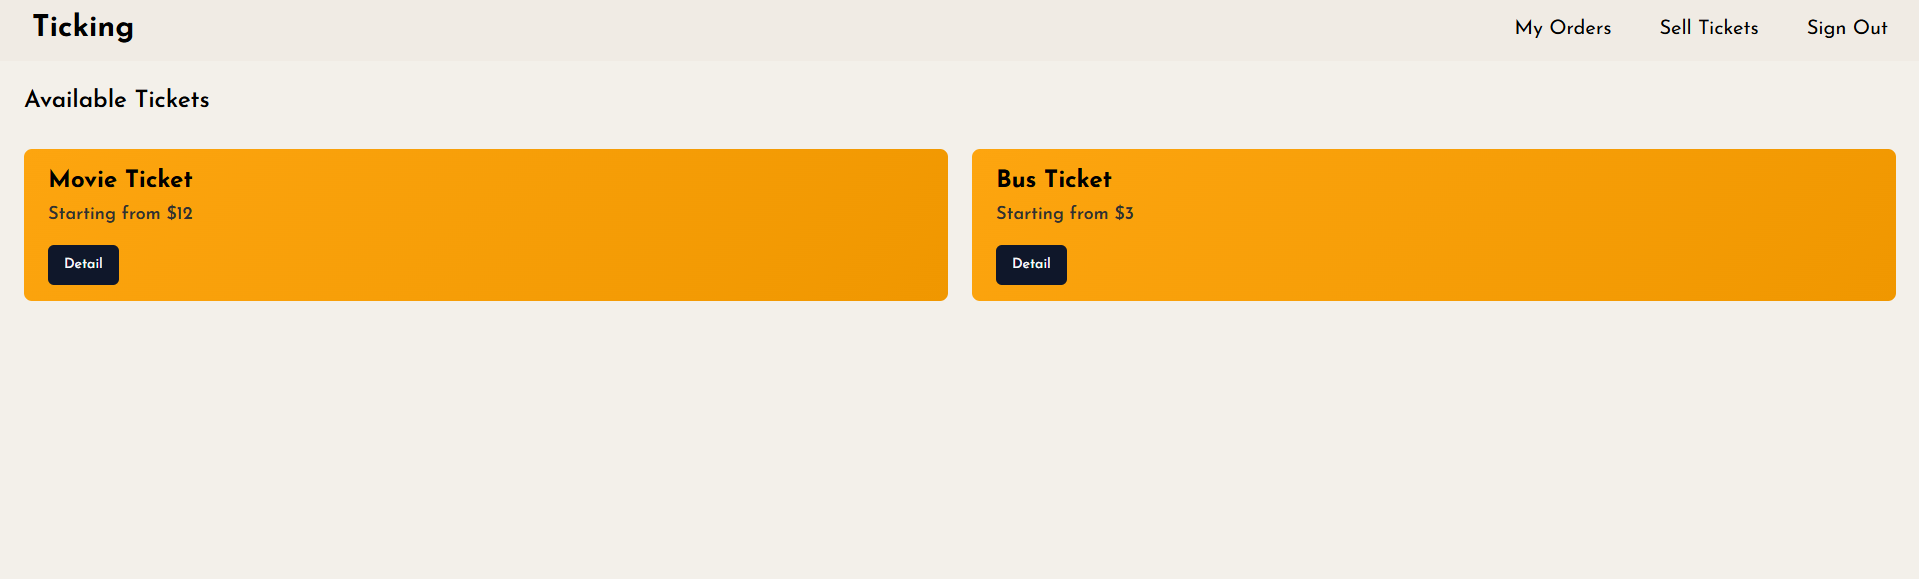 Ticking
My Orders
Sell Tickets
Sign Out
Available Tickets
Movie Ticket
Starting from $12
Detail
Bus Ticket
Starting from $3
Detail